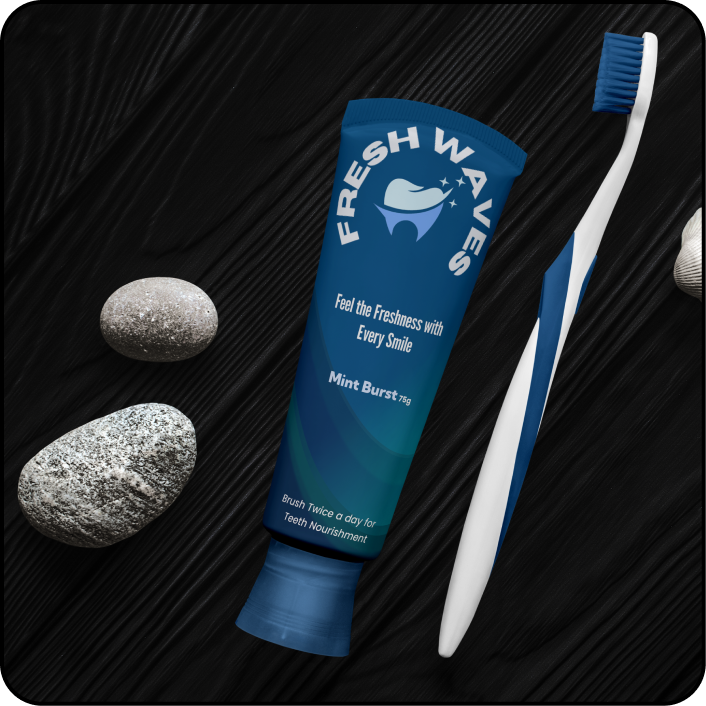 FRESH WAVES
Feel the Freshness with
Every Smile
Mint Burst 75g
Brush Twice a day for
Teeth Nourishment